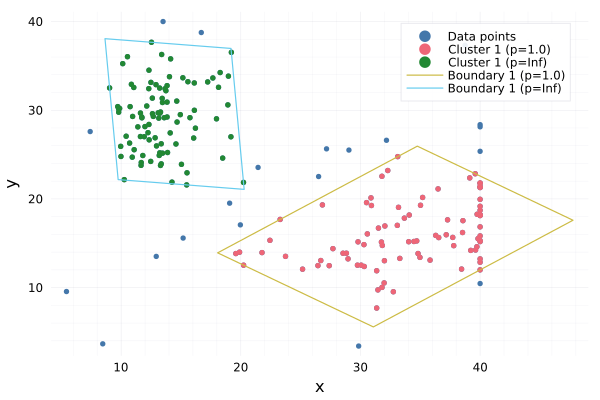 40
30
20
10
y
10
20
30
40
x
Data points
Cluster 1 (p=1.0)
Cluster 1 (p=Inf)
Boundary 1 (p=1.0)
Boundary 1 (p=Inf)